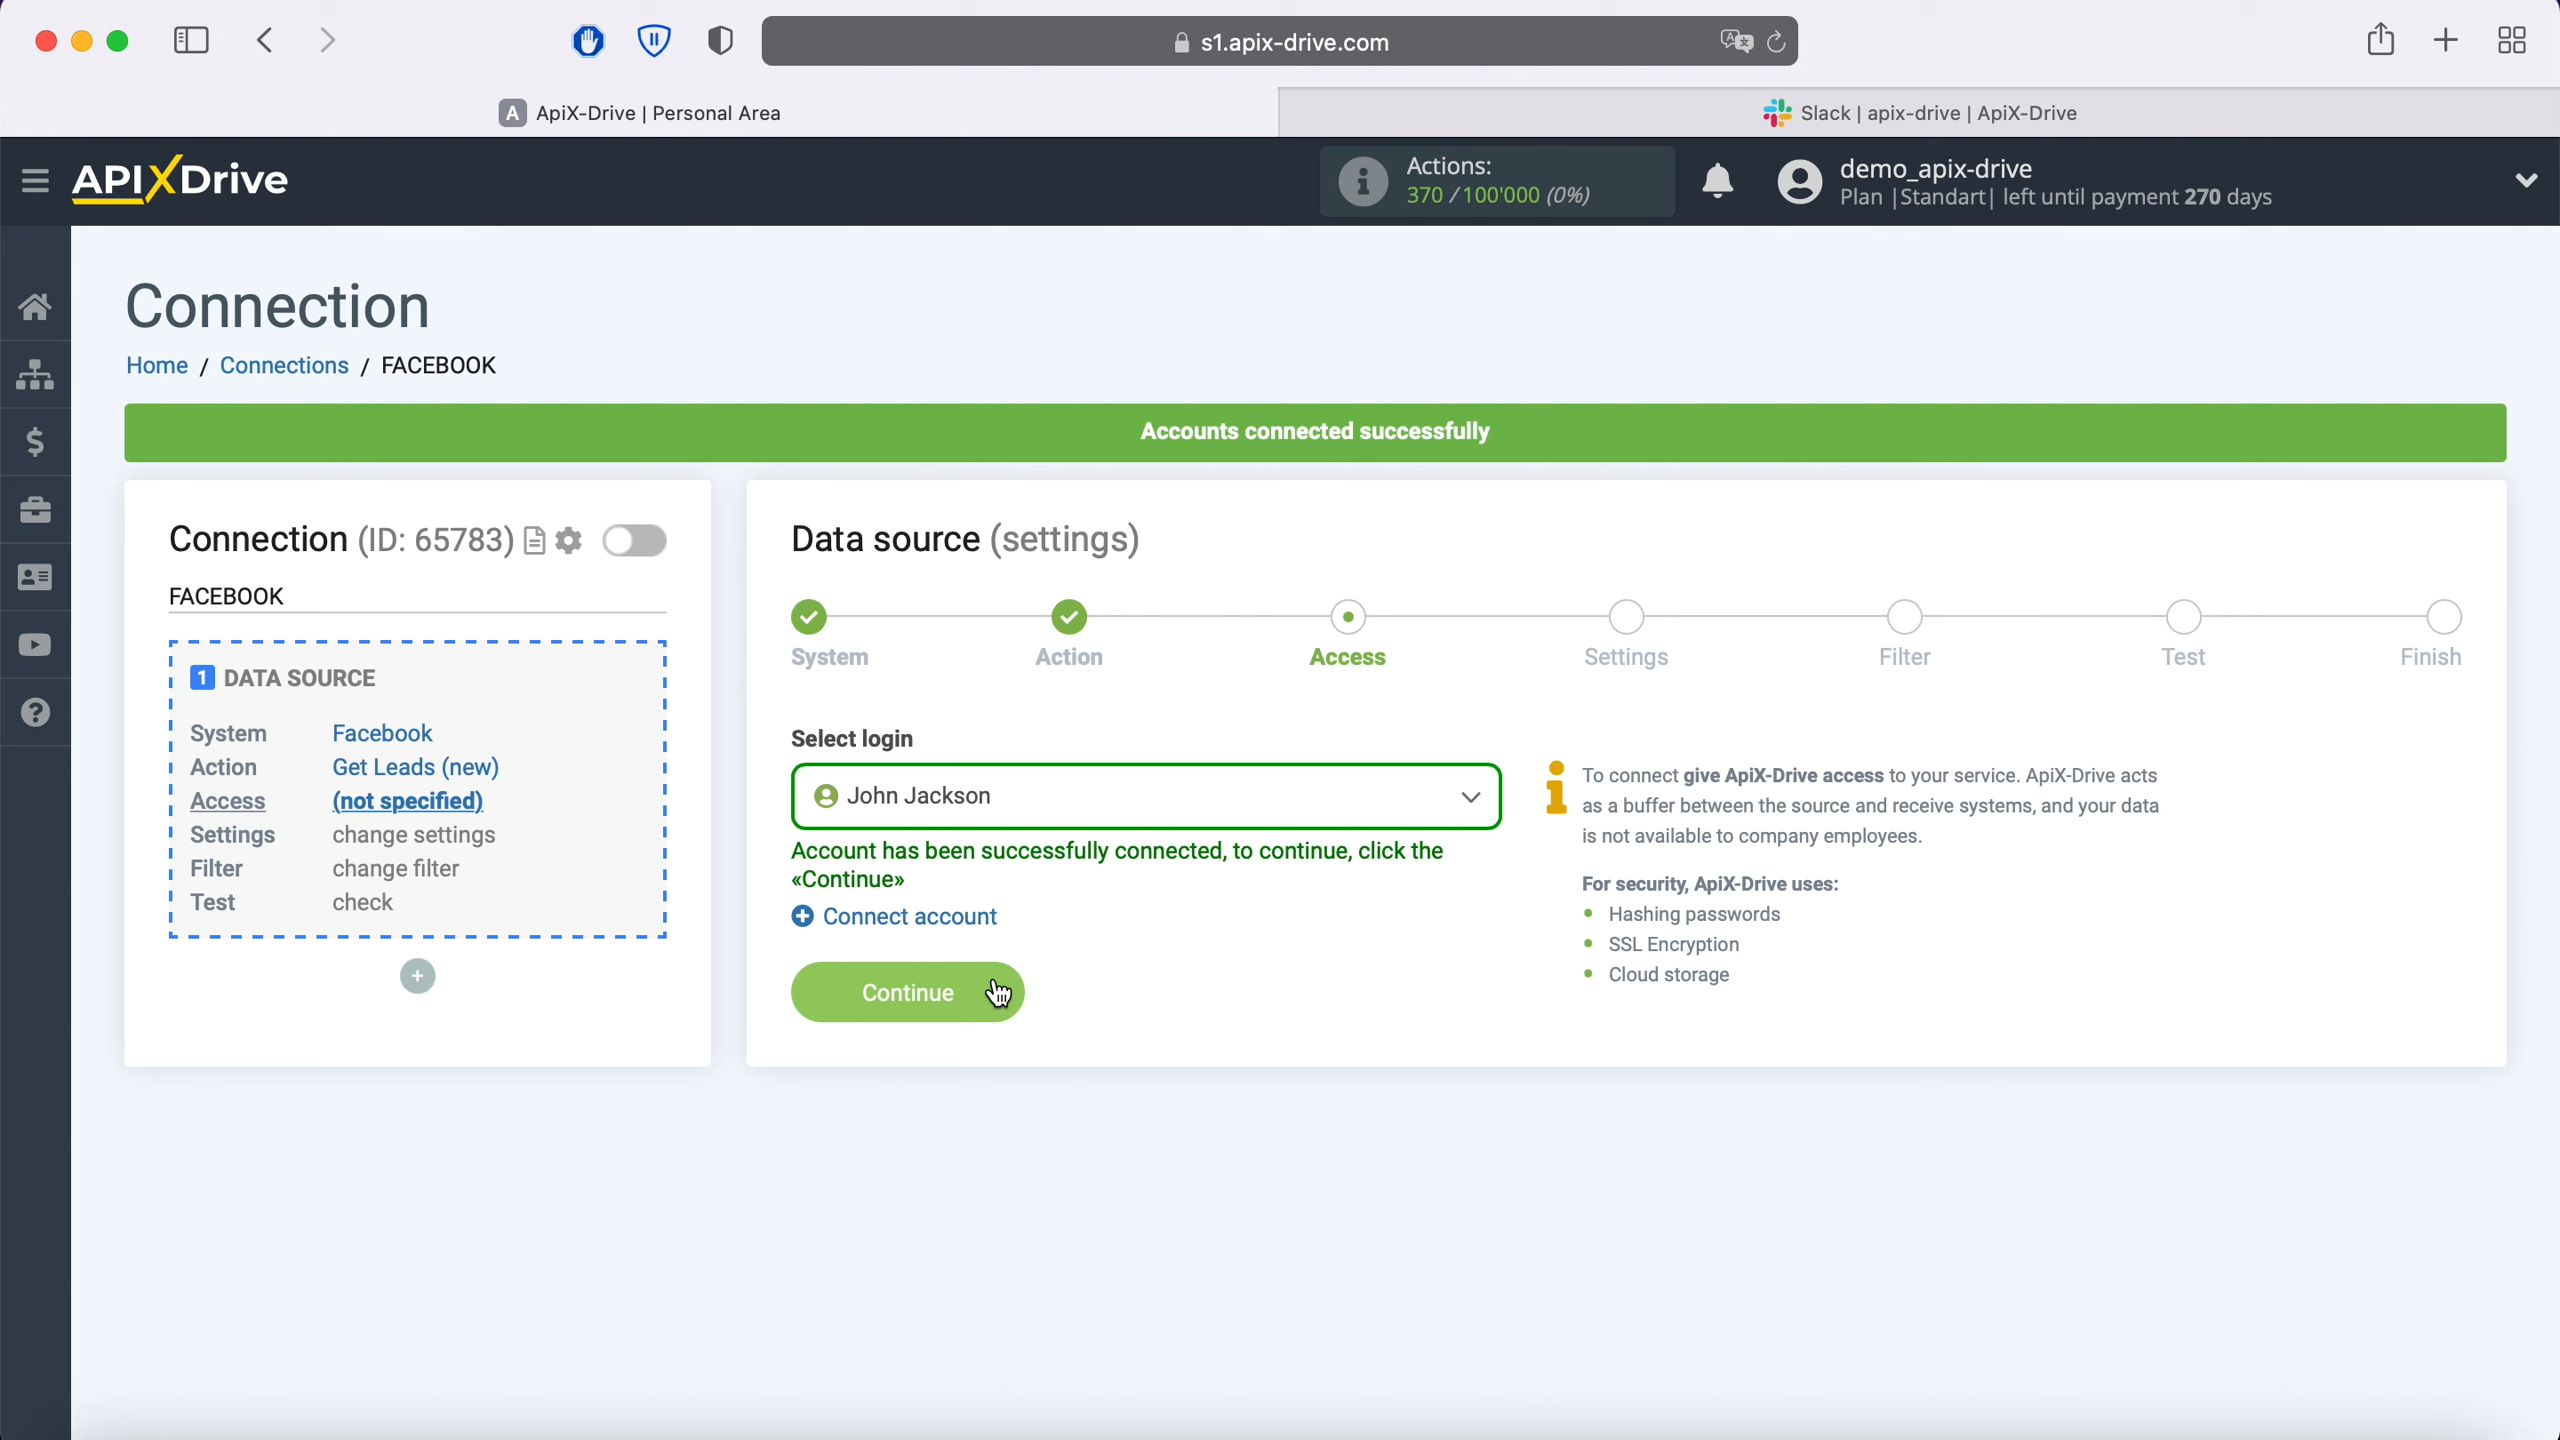 s1.apix-drive.com
A ApiX-Drive | Personal Area
Slack | apix-drive | ApiX-Drive
APIXDrive
Actions:
370 / 100'000 (0%)
demo_apix-drive
Plan |Standart| left until payment 270 days
Connection
Home / Connections / FACEBOOK
Accounts connected successfully
Connection (ID: 65783)
FACEBOOK
1 DATA SOURCE
System Facebook
Action Get Leads (new)
Access (not specified)
Settings change settings
Filter change filter
Test check
Data source (settings)
System Action Access Settings Filter Test Finish
Select login
John Jackson
Account has been successfully connected, to continue, click the
«Continue»
Connect account
Continue
To connect give ApiX-Drive access to your service. ApiX-Drive acts
as a buffer between the source and receive systems, and your data
is not available to company employees.
For security, ApiX-Drive uses:
Hashing passwords
SSL Encryption
Cloud storage